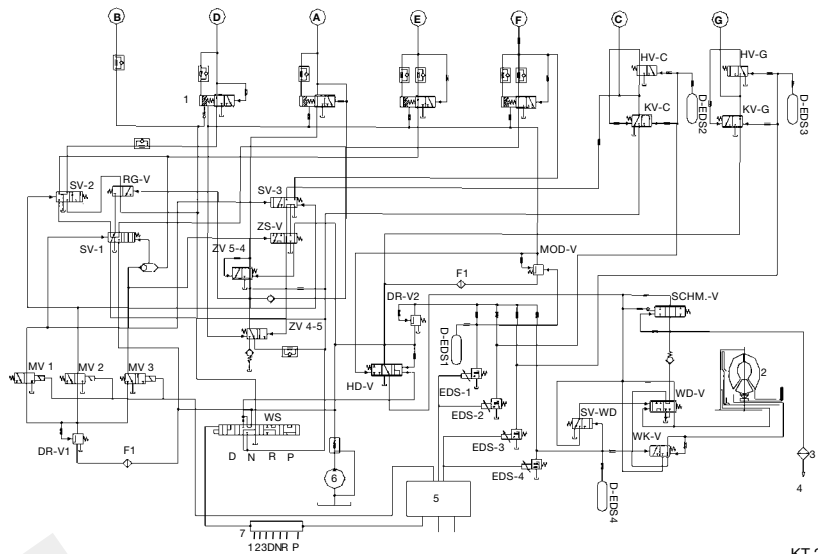 B D A E F C G
HV-C HV-G
D-EDS2 D-EDS3
1
KV-C KV-G
SV-2 RG-V SV-3
SV-1 ZS-V
ZV 5-4 MOD-V
F1 DR-V2 SCHM.-V
ZV 4-5 D-EDS1
MV 1 MV 2 MV 3 HD-V EDS-1 2
WD-V
EDS-2 SV-WD
WS WK-V
DR-V1 F1 D N R P EDS-3
3
6 EDS-4 D-EDS4
5 4
7
123DNR P
KT 2